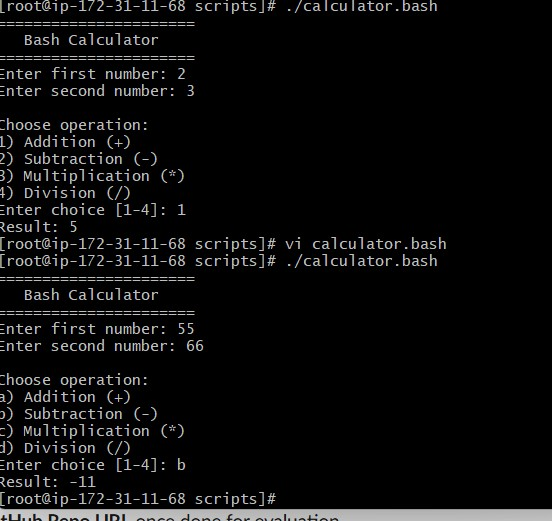 [root@ip-172-31-11-68 scripts]# ./calculator.bash
======================
Bash Calculator
======================
Enter first number: 2
Enter second number: 3
Choose operation:
1) Addition (+)
2) Subtraction (-)
3) Multiplication (*)
4) Division (/)
Enter choice [1-4]: 1
Result: 5
[root@ip-172-31-11-68 scripts]# vi calculator.bash
[root@ip-172-31-11-68 scripts]# ./calculator.bash
======================
Bash Calculator
======================
Enter first number: 55
Enter second number: 66
Choose operation:
a) Addition (+)
b) Subtraction (-)
c) Multiplication (*)
d) Division (/)
Enter choice [1-4]: b
Result: -11
[root@ip-172-31-11-68 scripts]#
tHub Repo URL once done for evaluation